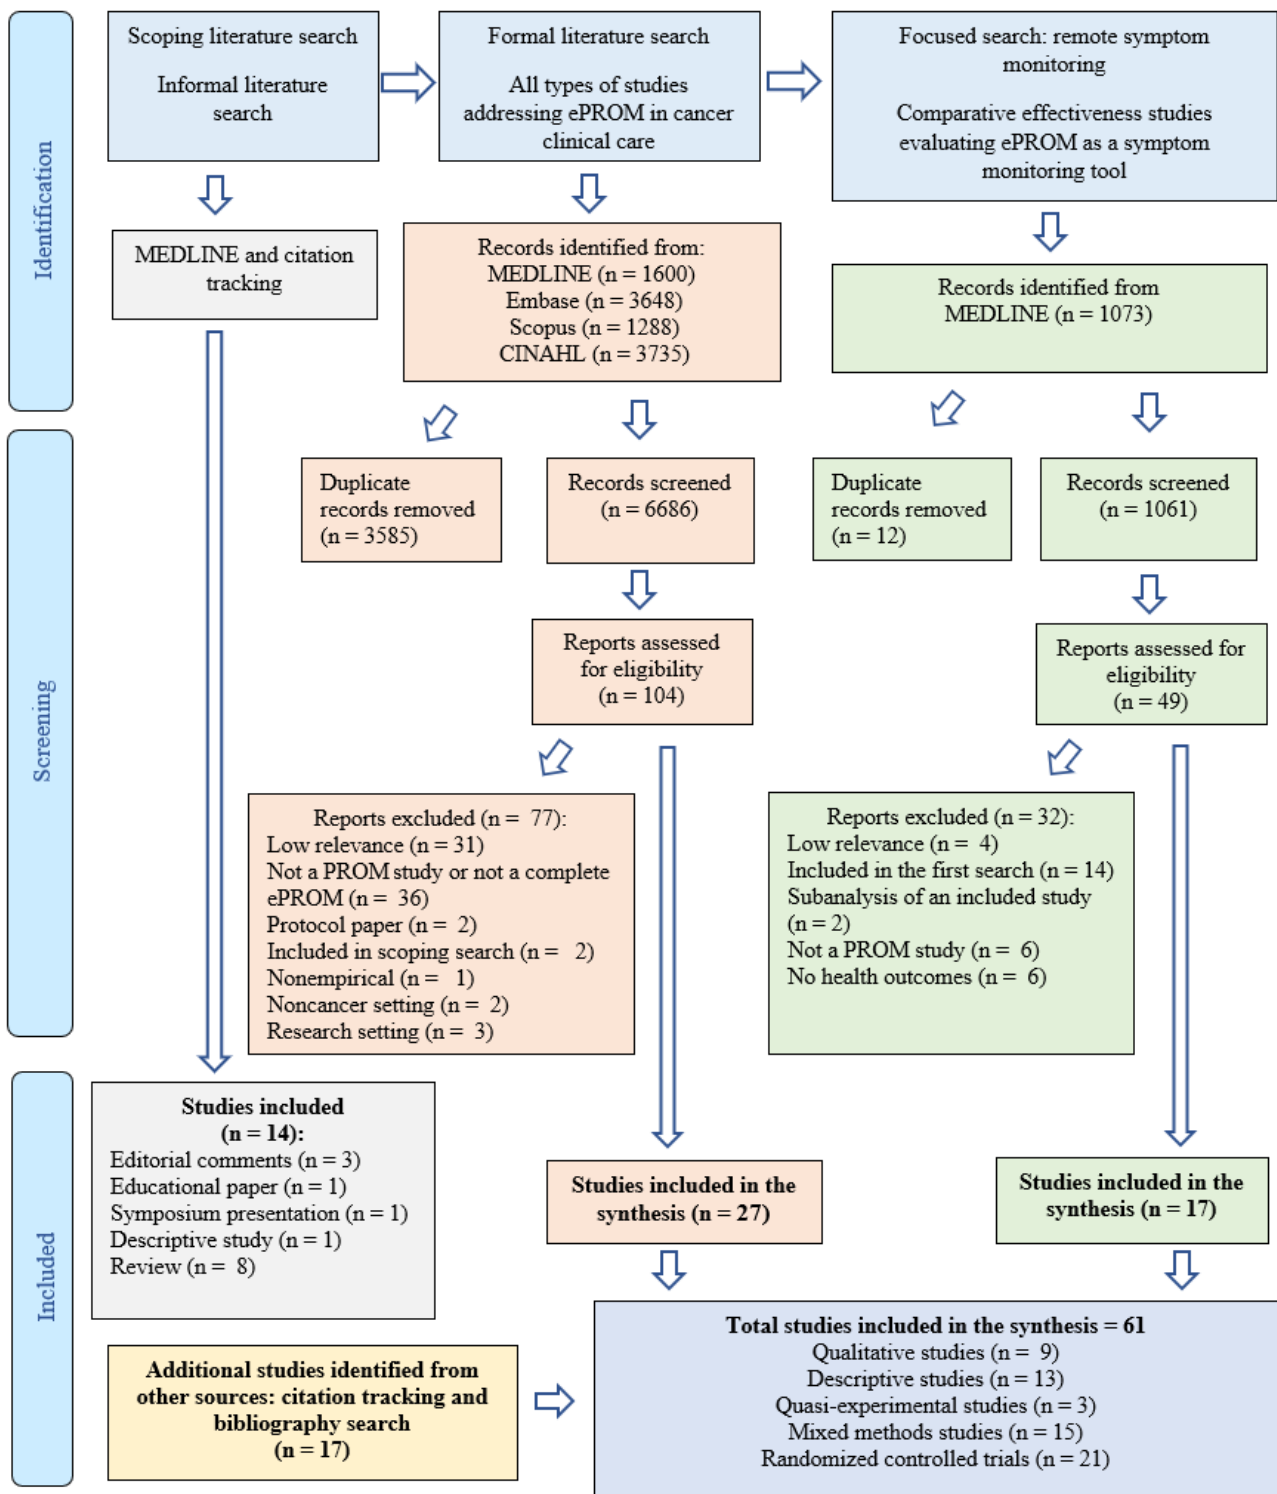 Identification
Scoping literature search
Informal literature
search
Formal literature search
All types of studies
addressing ePROM in cancer
clinical care
Focused search: remote symptom
monitoring
Comparative effectiveness studies
evaluating ePROM as a symptom
monitoring tool
MEDLINE and citation
tracking
Records identified from:
MEDLINE (n = 1600)
Embase (n = 3648)
Scopus (n = 1288)
CINAHL (n = 3735)
Records identified from
MEDLINE (n = 1073)
Screening
Duplicate
records removed
(n = 3585)
Records screened
(n = 6686)
Duplicate
records removed
(n = 12)
Records screened
(n = 1061)
Reports assessed
for eligibility
(n = 104)
Reports assessed for
eligibility
(n = 49)
Reports excluded (n = 77):
Low relevance (n = 31)
Not a PROM study or not a complete
ePROM (n = 36)
Protocol paper (n = 2)
Included in scoping search (n = 2)
Nonempirical (n = 1)
Noncancer setting (n = 2)
Research setting (n = 3)
Reports excluded (n = 32):
Low relevance (n = 4)
Included in the first search (n = 14)
Subanalysis of an included study
(n = 2)
Not a PROM study (n = 6)
No health outcomes (n = 6)
Included
Studies included
(n = 14):
Editorial comments (n = 3)
Educational paper (n = 1)
Symposium presentation (n = 1)
Descriptive study (n = 1)
Review (n = 8)
Studies included in the
synthesis (n = 27)
Studies included in the
synthesis (n = 17)
Additional studies identified from
other sources: citation tracking and
bibliography search
(n = 17)
Total studies included in the synthesis = 61
Qualitative studies (n = 9)
Descriptive studies (n = 13)
Quasi-experimental studies (n = 3)
Mixed methods studies (n = 15)
Randomized controlled trials (n = 21)